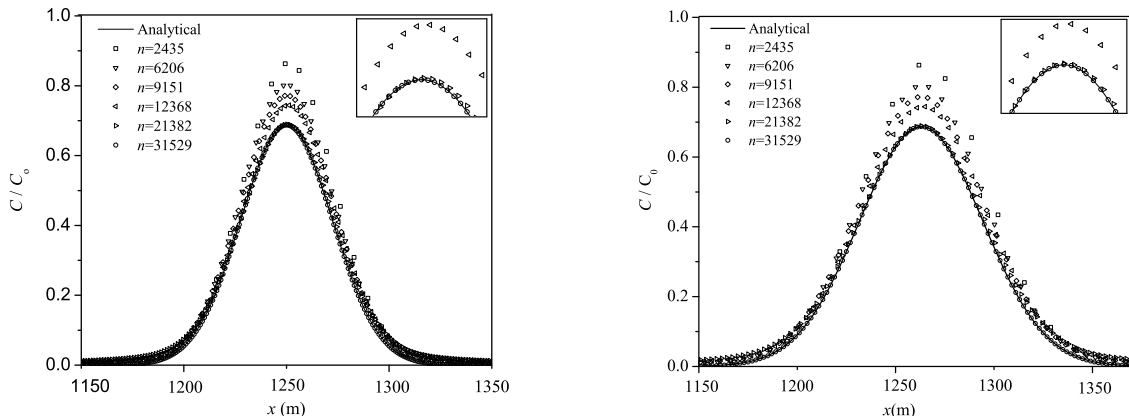 1.0
0.8
0.6
0.4
0.2
0.0
C / Co
Analytical
n=2435
n=6206
n=9151
n=12368
n=21382
n=31529
1150
1200
1250
1300
1350
x (m)
1.0
0.8
0.6
0.4
0.2
0.0
C / C0
Analytical
n=2435
n=6206
n=9151
n=12368
n=21382
n=31529
1150
1200
1250
1300
1350
x(m)